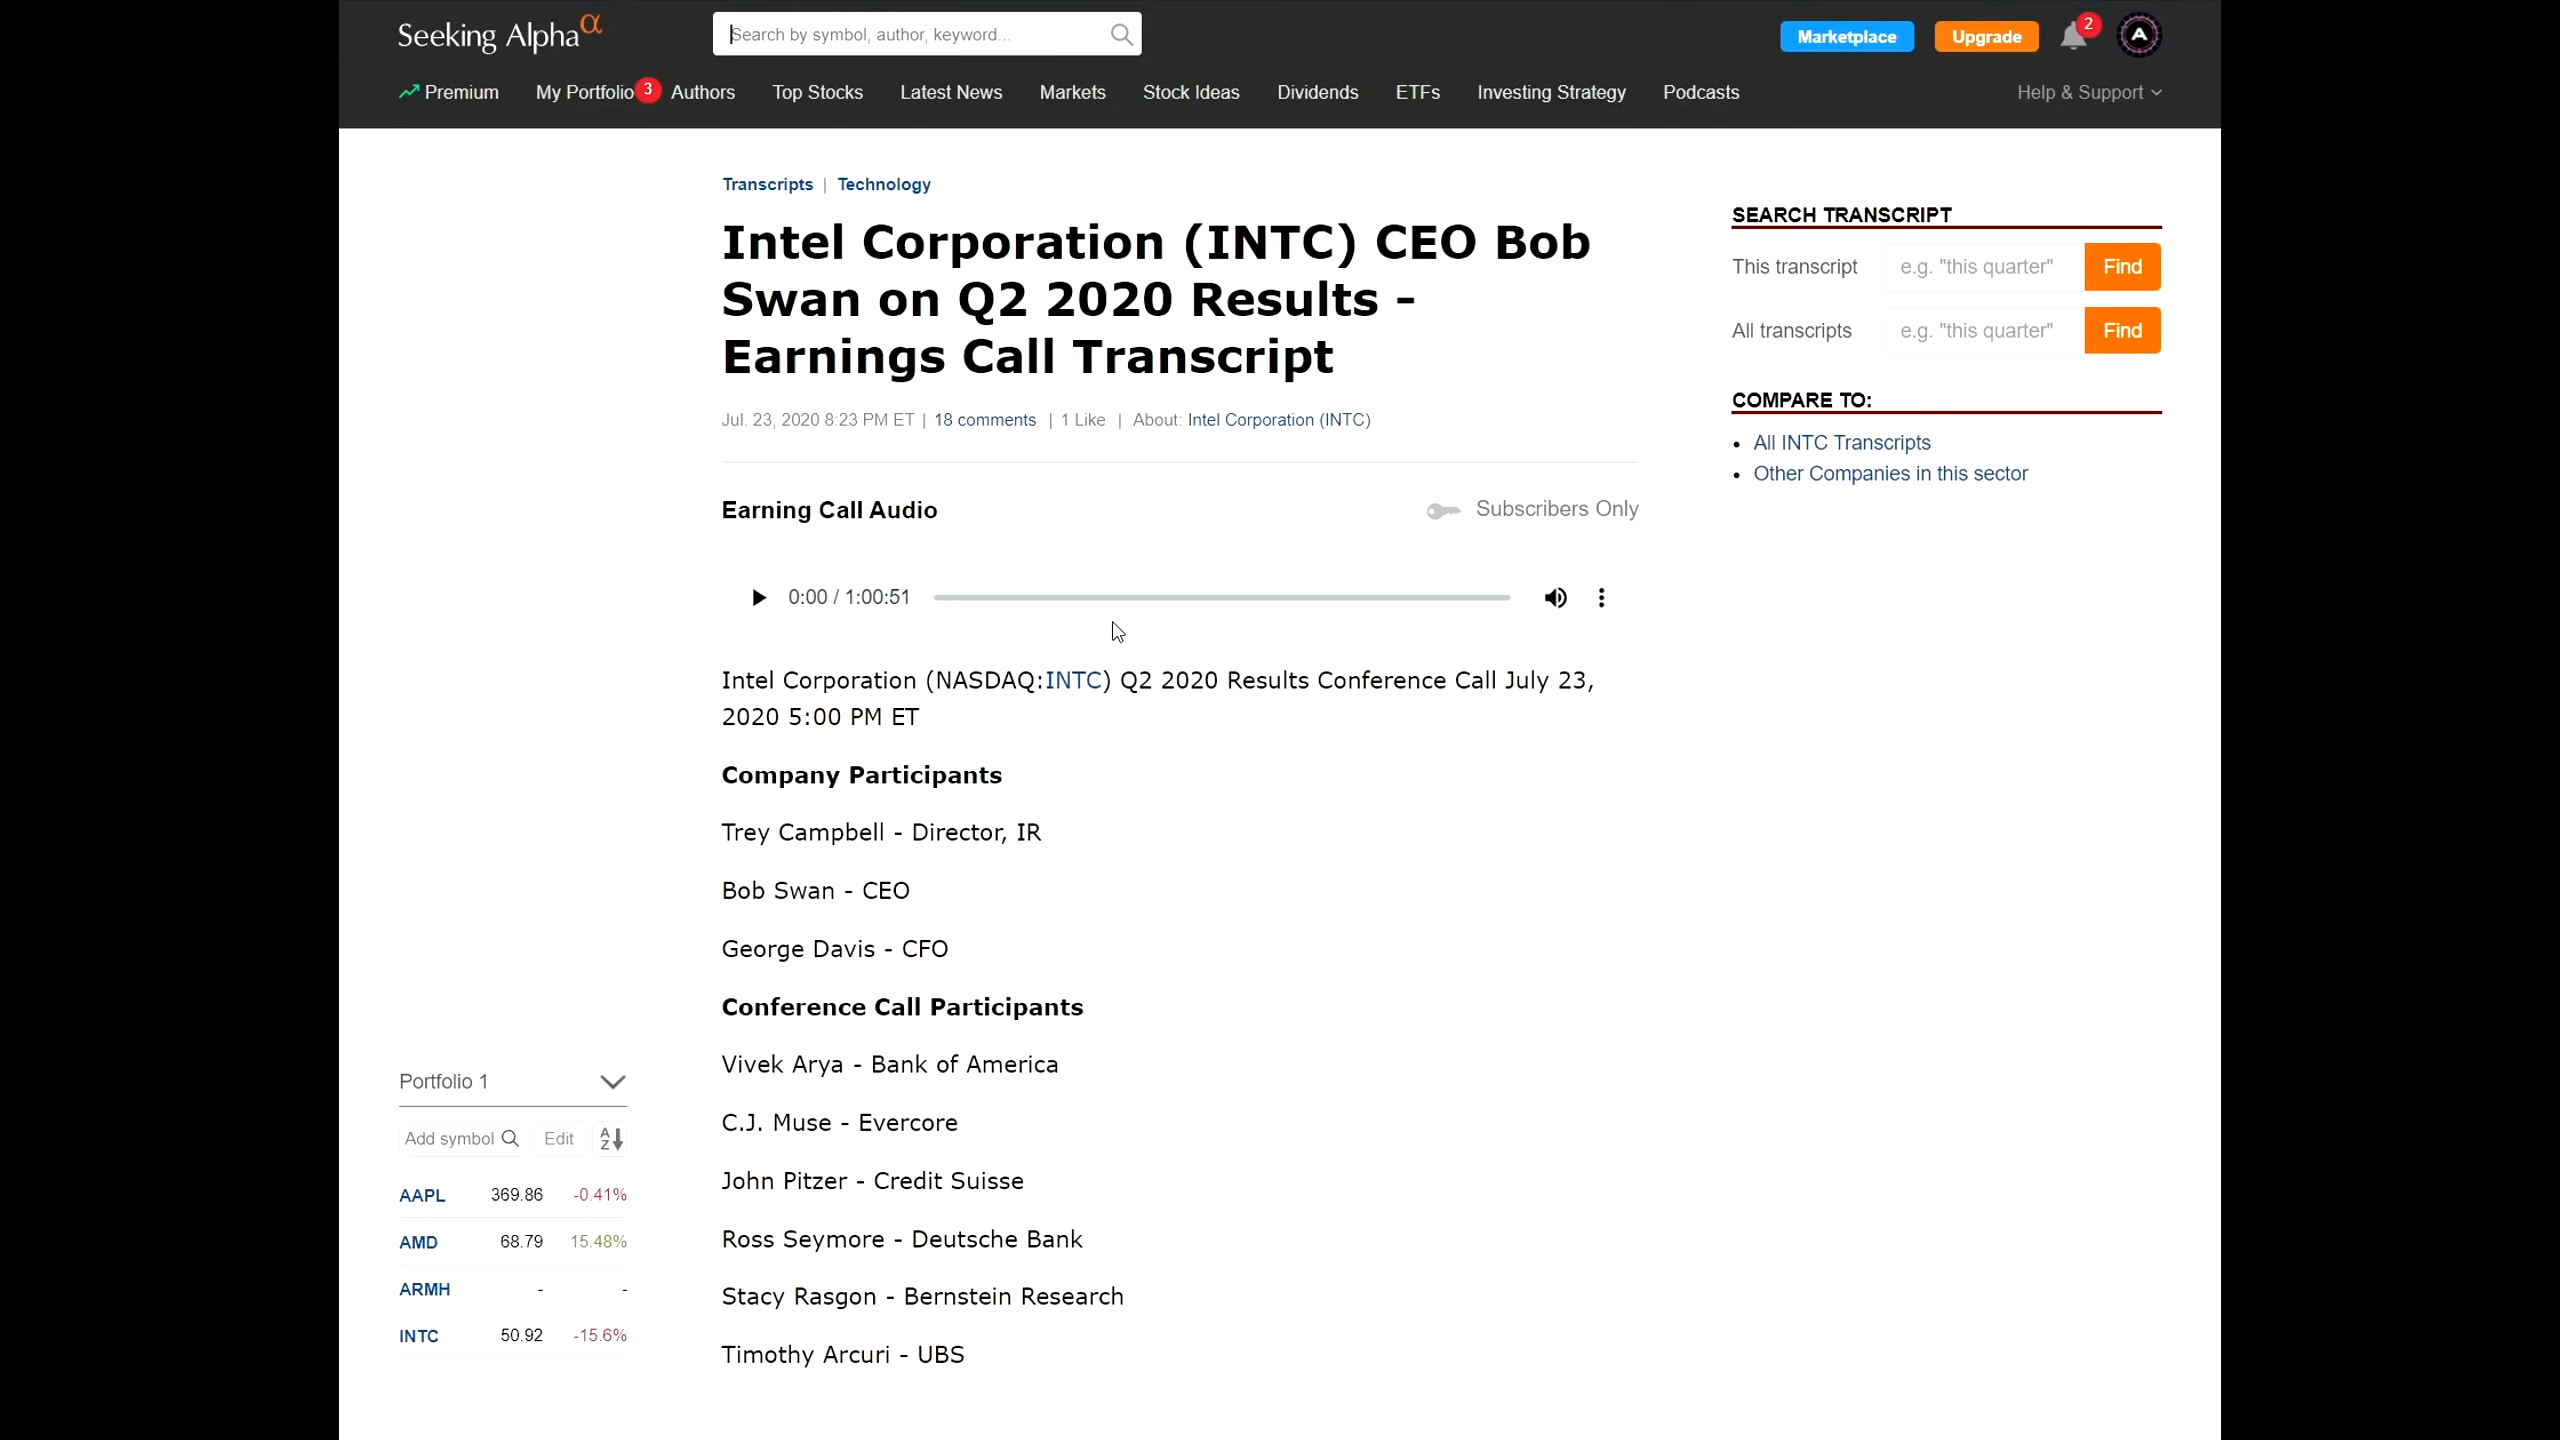 Seeking Alpha α
Search by symbol, author, keyword...
Marketplace
Upgrade
2
A
Premium
My Portfolio 3
Authors
Top Stocks
Latest News
Markets
Stock Ideas
Dividends
ETFs
Investing Strategy
Podcasts
Help & Support
Transcripts | Technology
Intel Corporation (INTC) CEO Bob
Swan on Q2 2020 Results -
Earnings Call Transcript
Jul. 23, 2020 8:23 PM ET | 18 comments | 1 Like | About: Intel Corporation (INTC)
Earning Call Audio
Subscribers Only
0:00 / 1:00:51
Intel Corporation (NASDAQ:INTC) Q2 2020 Results Conference Call July 23,
2020 5:00 PM ET
Company Participants
Trey Campbell - Director, IR
Bob Swan - CEO
George Davis - CFO
Conference Call Participants
Vivek Arya - Bank of America
C.J. Muse - Evercore
John Pitzer - Credit Suisse
Ross Seymore - Deutsche Bank
Stacy Rasgon - Bernstein Research
Timothy Arcuri - UBS
SEARCH TRANSCRIPT
This transcript e.g. "this quarter" Find
All transcripts e.g. "this quarter" Find
COMPARE TO:
• All INTC Transcripts
• Other Companies in this sector
Portfolio 1
Add symbol Edit AZ
AAPL 369.86 -0.41%
AMD 68.79 15.48%
ARMH - -
INTC 50.92 -15.6%